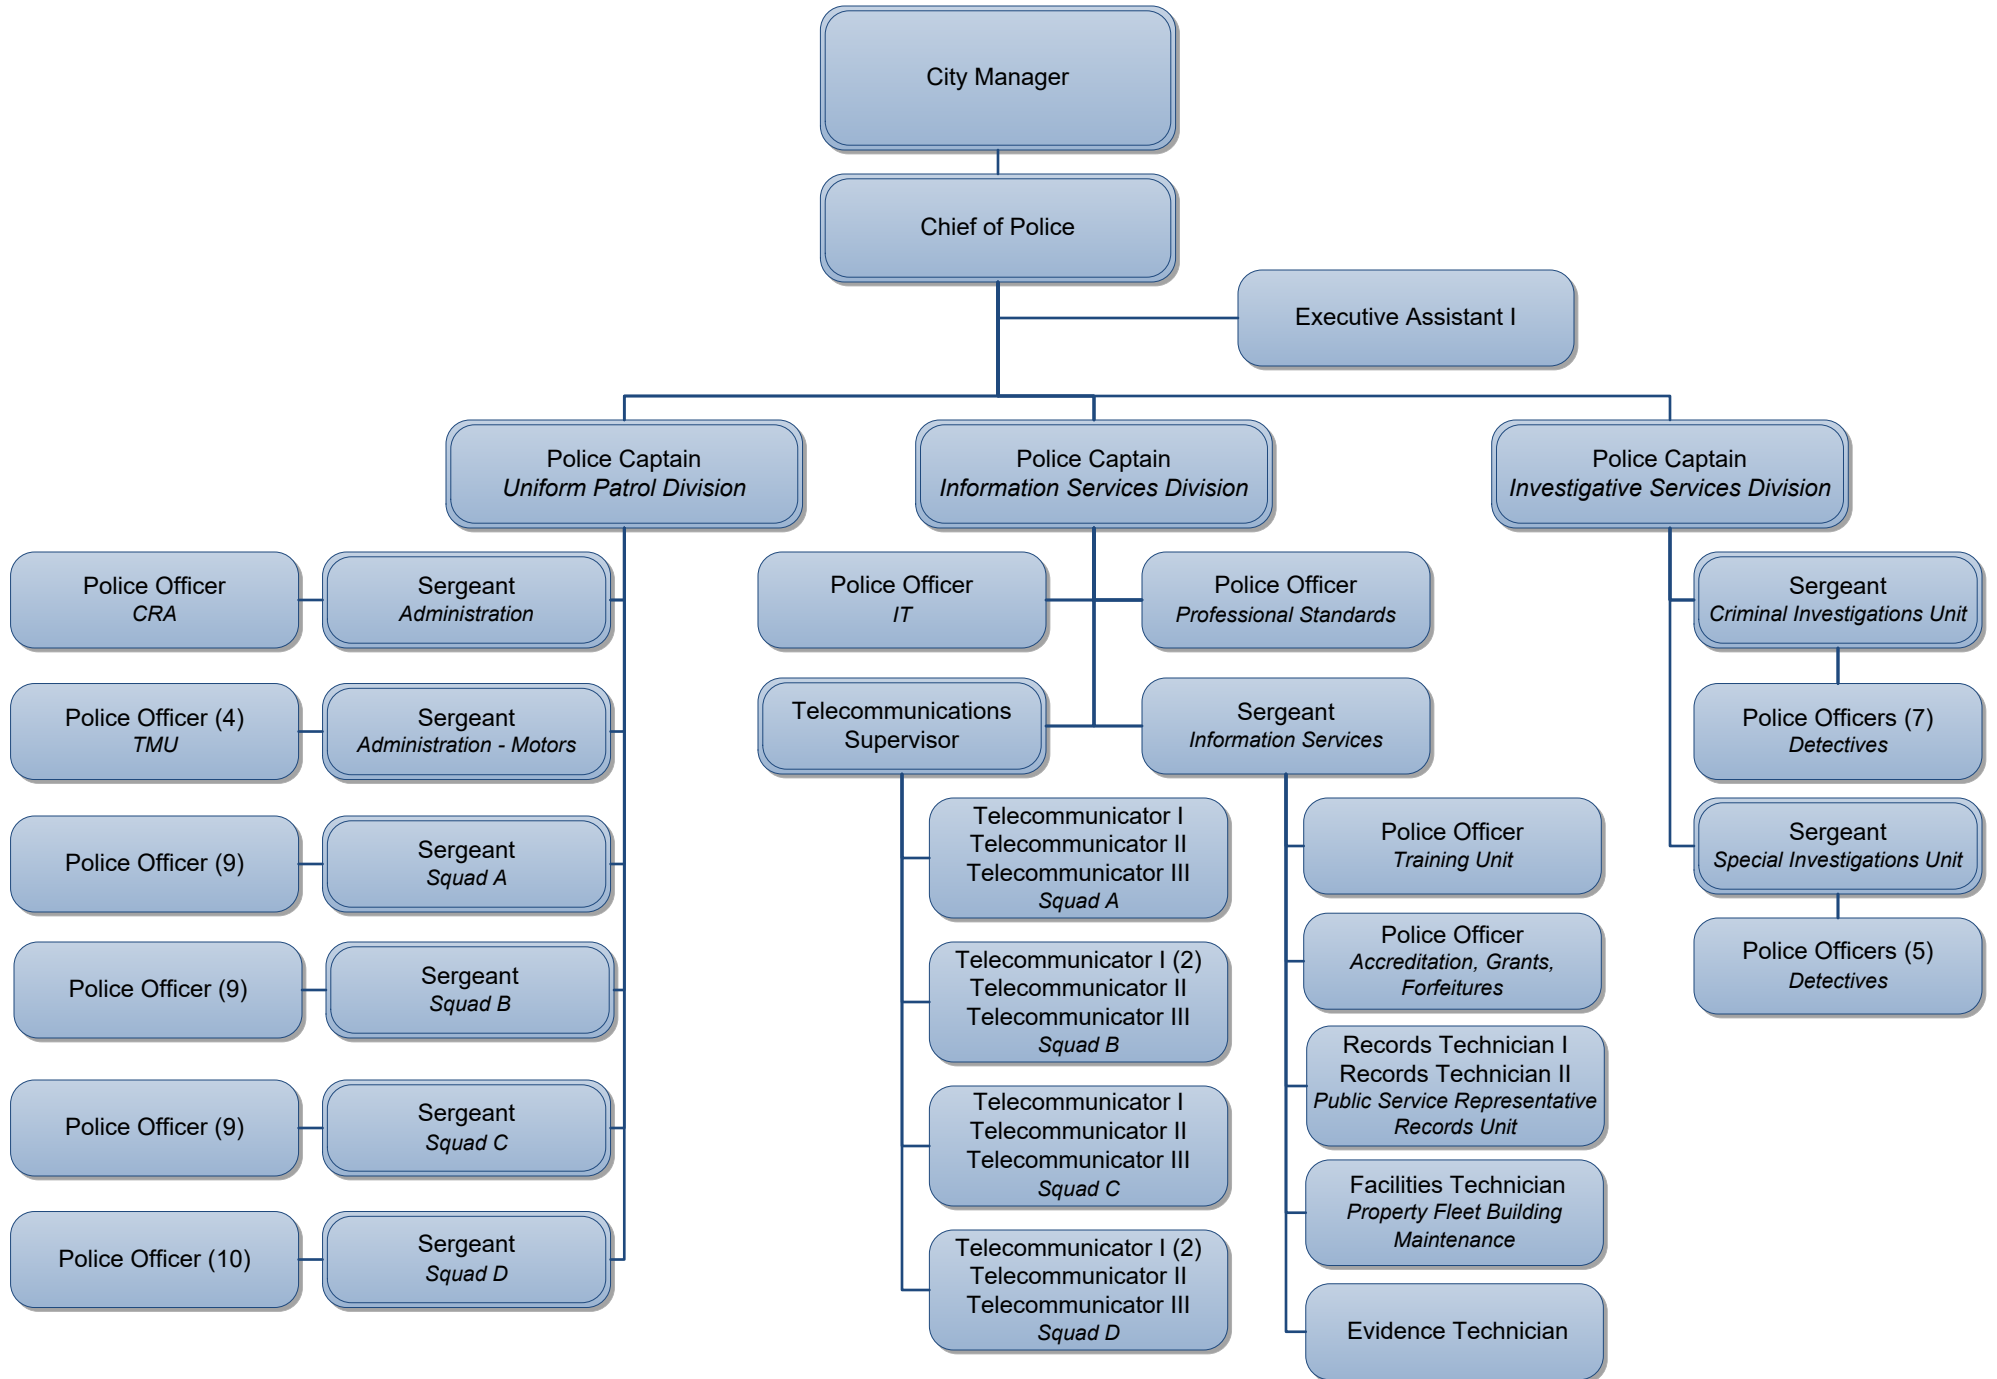 City Manager
Chief of Police
Executive Assistant I
Police Captain
Uniform Patrol Division
Police Captain
Information Services Division
Police Captain
Investigative Services Division
Police Officer
CRA
Sergeant
Administration
Police Officer (4)
TMU
Sergeant
Administration - Motors
Police Officer (9)
Sergeant
Squad A
Police Officer (9)
Sergeant
Squad B
Police Officer (9)
Sergeant
Squad C
Police Officer (10)
Sergeant
Squad D
Police Officer
IT
Police Officer
Professional Standards
Telecommunications
Supervisor
Sergeant
Information Services
Telecommunicator I
Telecommunicator II
Telecommunicator III
Squad A
Telecommunicator I (2)
Telecommunicator II
Telecommunicator III
Squad B
Telecommunicator I
Telecommunicator II
Telecommunicator III
Squad C
Telecommunicator I (2)
Telecommunicator II
Telecommunicator III
Squad D
Police Officer
Training Unit
Police Officer
Accreditation, Grants,
Forfeitures
Records Technician I
Records Technician II
Public Service Representative
Records Unit
Facilities Technician
Property Fleet Building
Maintenance
Evidence Technician
Sergeant
Criminal Investigations Unit
Police Officers (7)
Detectives
Sergeant
Special Investigations Unit
Police Officers (5)
Detectives